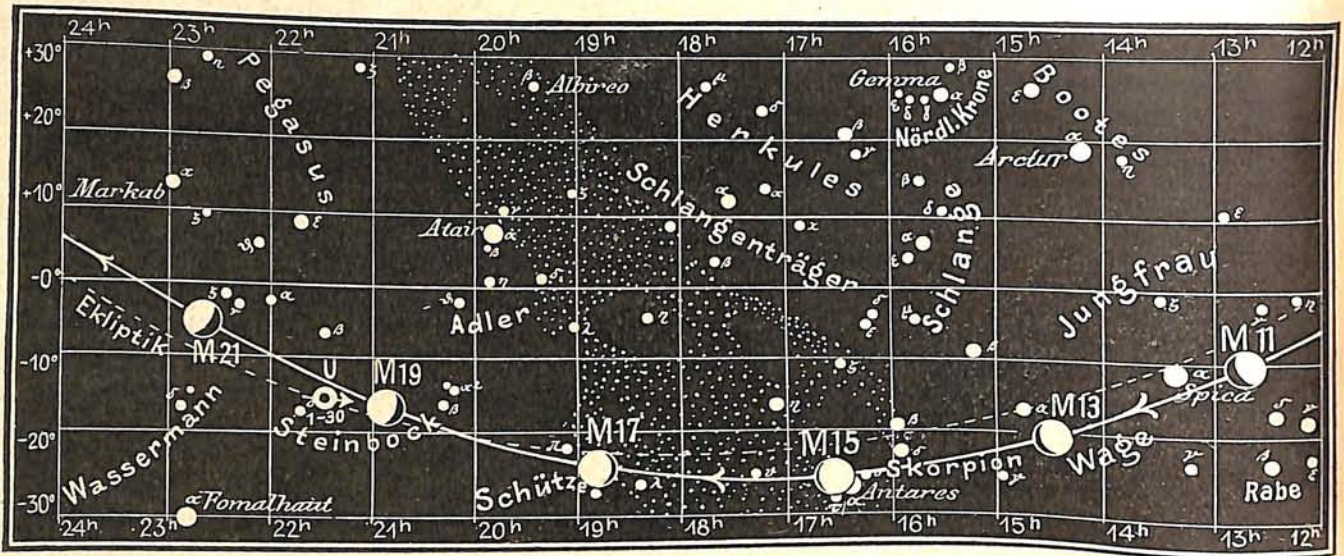 24h 23h 22h 21h 20h 19h 18h 17h 16h 15h 14h 13h 12h
+30°
+20°
+10°
-0°
-10°
-20°
-30°
Pegasus
β η ζ
α
Markab
ξ ε
ϑ
ζ γ α
β
Ekliptik
M21
U
1-30
M19
δ
Wassermann
Steinbock
α Fomalhaut
β Albireo
ζ
γ
Atair α
β
η δ
ϑ
Adler
λ
α²
β
π
M17
Schütze
λ
Herkules
μ δ
β
γ
α α
κ
Schlangenträger
β
η
δ
ε
ζ
η
ν
M15
Gemma α β
ε δ γ
Nördl. Krone
Schlange
β
δ
α
ε
μ
β
δ
Skorpion
Antares
Bootes
ε
Arctur α
η
Jungfrau
ε
ζ
η
M11
α
Spica
α
M13
Wage
γ
Rabe
24h 23h 22h 21h 20h 19h 18h 17h 16h 15h 14h 13h 12h